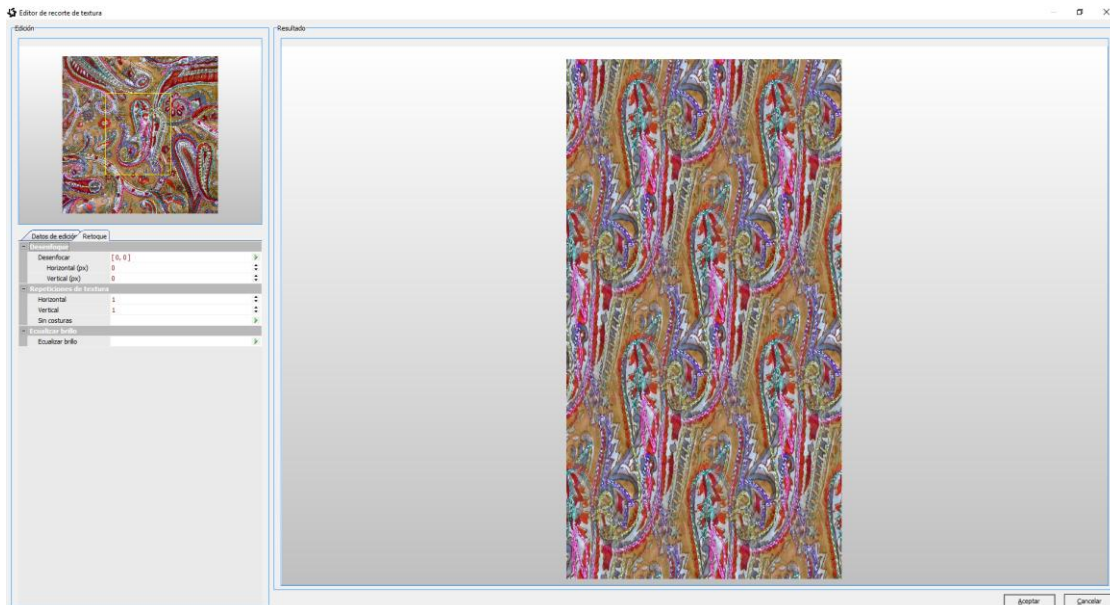 Editor de recorte de textura
Edición
Resultado
Datos de edición Retoque
Desenfoque
Desenfocar [ 0, 0 ]
Horizontal (px) 0
Vertical (px) 0
Repeticiones de textura
Horizontal 1
Vertical 1
Sin costuras
Ecualizar brillo
Ecualizar brillo
Aceptar Cancelar